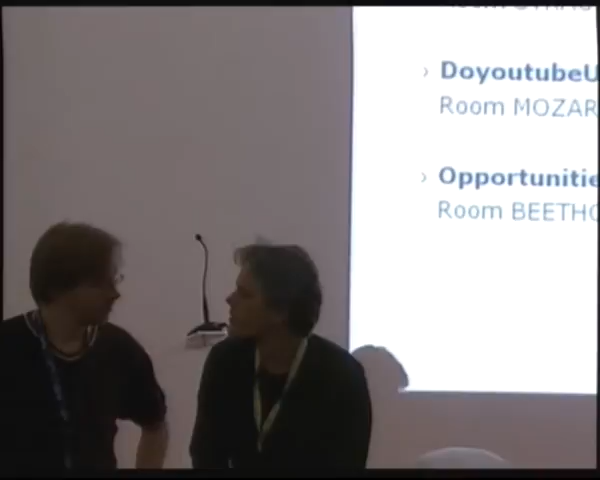 › DoyoutubeU
Room MOZAR
› Opportunitie
Room BEETHO